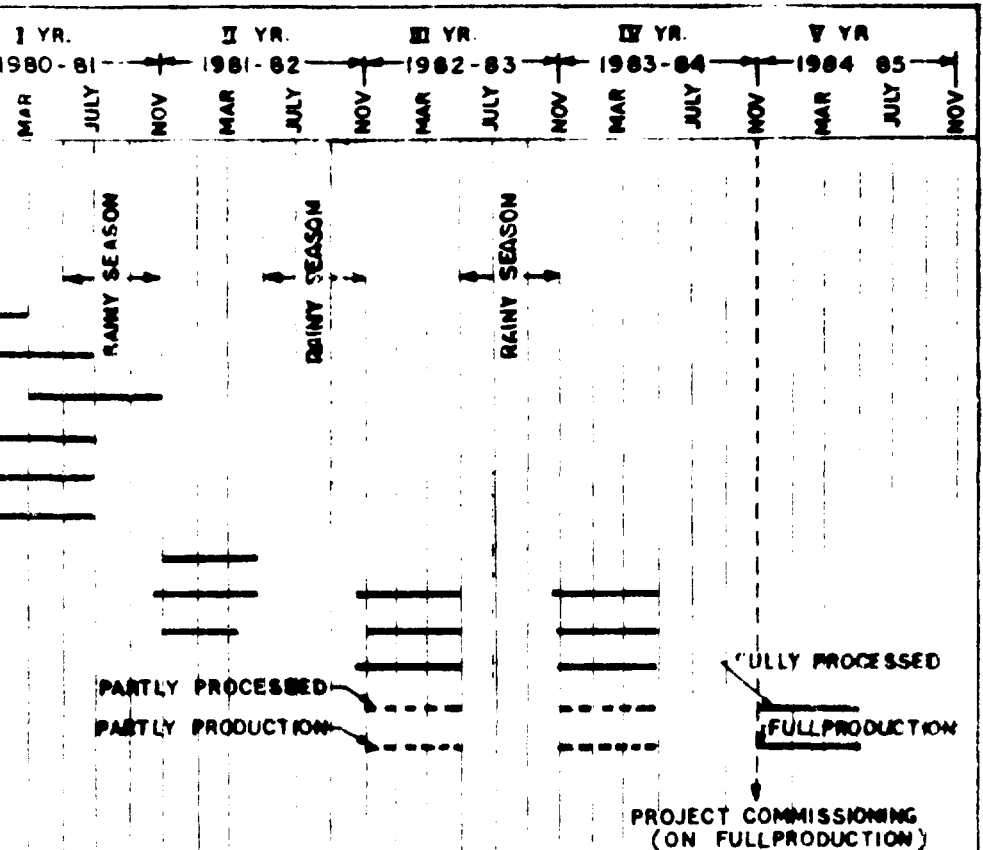 I YR. II YR. III YR. IV YR. V YR
1980-81 1981-82 1982-83 1983-84 1984 85
MAR JULY NOV MAR JULY NOV MAR JULY NOV MAR JULY NOV MAR JULY NOV
RAINY SEASON
RAINY SEASON
RAINY SEASON
FULLY PROCESSED
PARTLY PROCESSED
PARTLY PRODUCTION
FULLPRODUCTION
PROJECT COMMISSIONING
(ON FULLPRODUCTION)